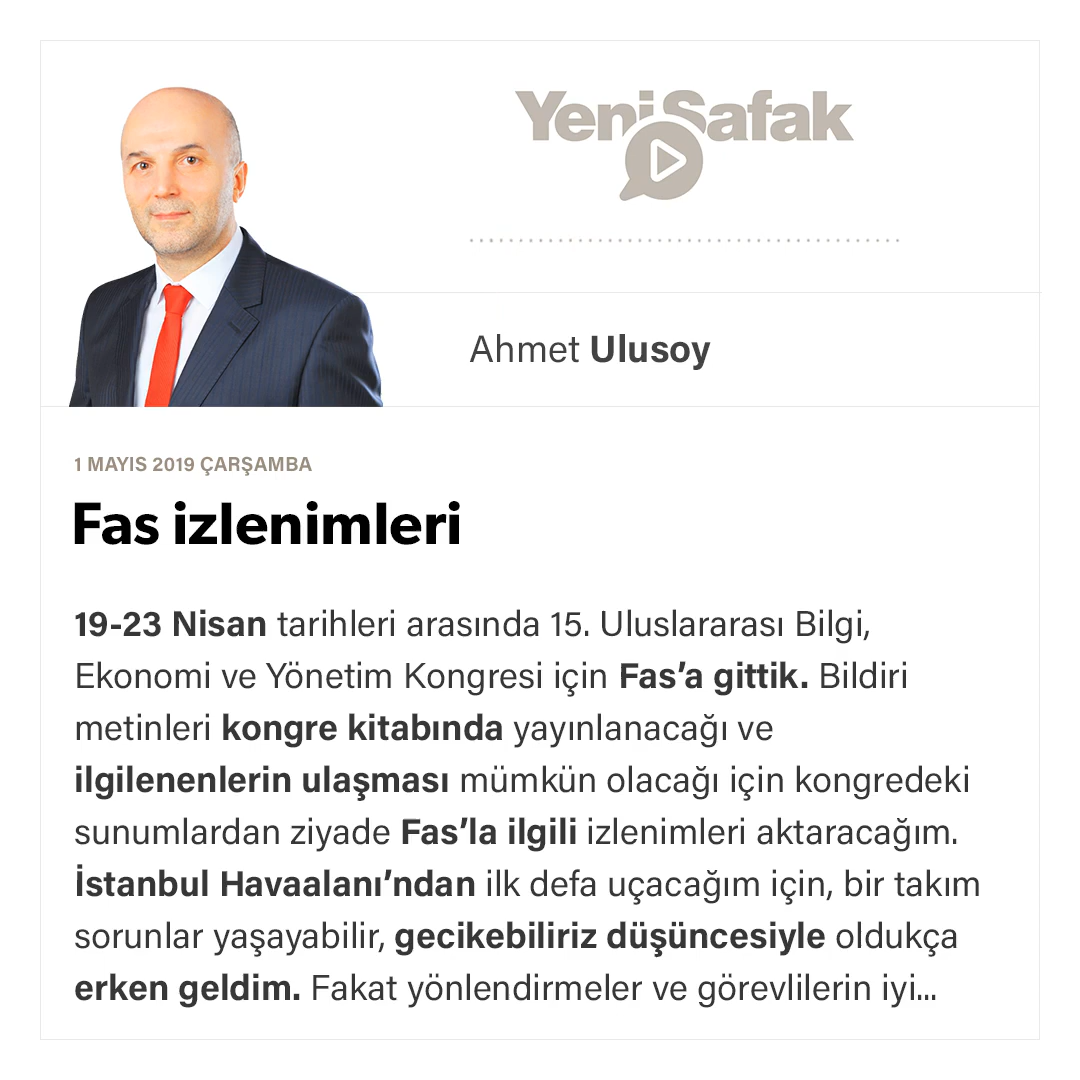 YeniŞafak
Ahmet Ulusoy
1 MAYIS 2019 ÇARŞAMBA
Fas izlenimleri
19-23 Nisan tarihleri arasında 15. Uluslararası Bilgi,
Ekonomi ve Yönetim Kongresi için Fas’a gittik. Bildiri
metinleri kongre kitabında yayınlanacağı ve
ilgilenenlerin ulaşması mümkün olacağı için kongredeki
sunumlardan ziyade Fas’la ilgili izlenimleri aktaracağım.
İstanbul Havaalanı’ndan ilk defa uçacağım için, bir takım
sorunlar yaşayabilir, gecikebiliriz düşüncesiyle oldukça
erken geldim. Fakat yönlendirmeler ve görevlilerin iyi...